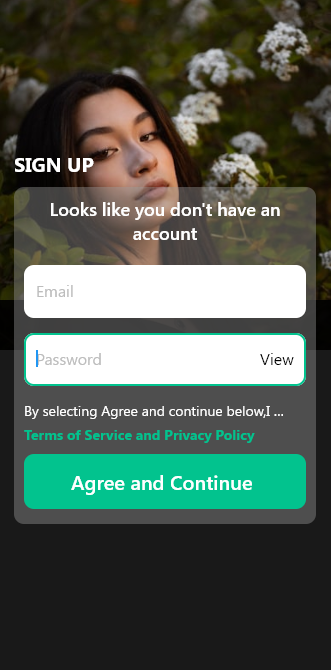 SIGN UP
Looks like you don't have an
account
Email
Password
View
By selecting Agree and continue below,I ...
Terms of Service and Privacy Policy
Agree and Continue